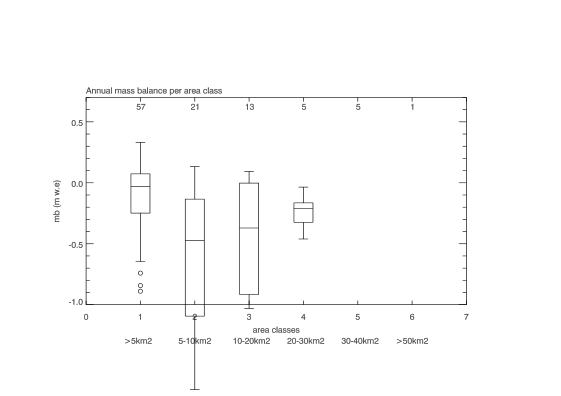 Annual mass balance per area class
57 21 13 5 5 1
0.5
0.0
-0.5
-1.0
mb (m w.e)
0 1 2 3 4 5 6 7
area classes
>5km2 5-10km2 10-20km2 20-30km2 30-40km2 >50km2